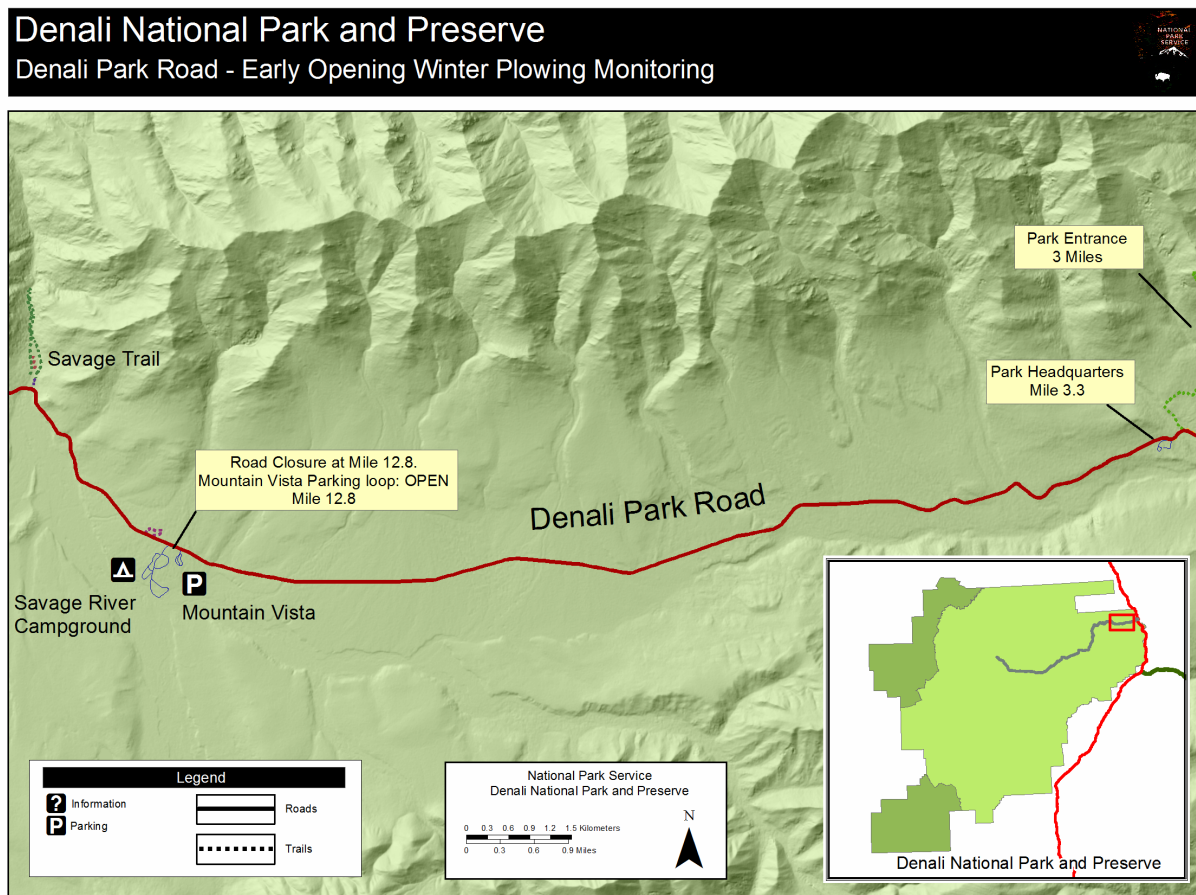 Denali National Park and Preserve
Denali Park Road - Early Opening Winter Plowing Monitoring
NATIONAL
PARK
SERVICE
Park Entrance
3 Miles
Savage Trail
Park Headquarters
Mile 3.3
Road Closure at Mile 12.8.
Mountain Vista Parking loop: OPEN
Mile 12.8
Denali Park Road
P
Savage River
Campground
Mountain Vista
Legend
? Information
P Parking
Roads
Trails
National Park Service
Denali National Park and Preserve
N
0 0.3 0.6 0.9 1.2 1.5 Kilometers
0 0.3 0.6 0.9 Miles
Denali National Park and Preserve